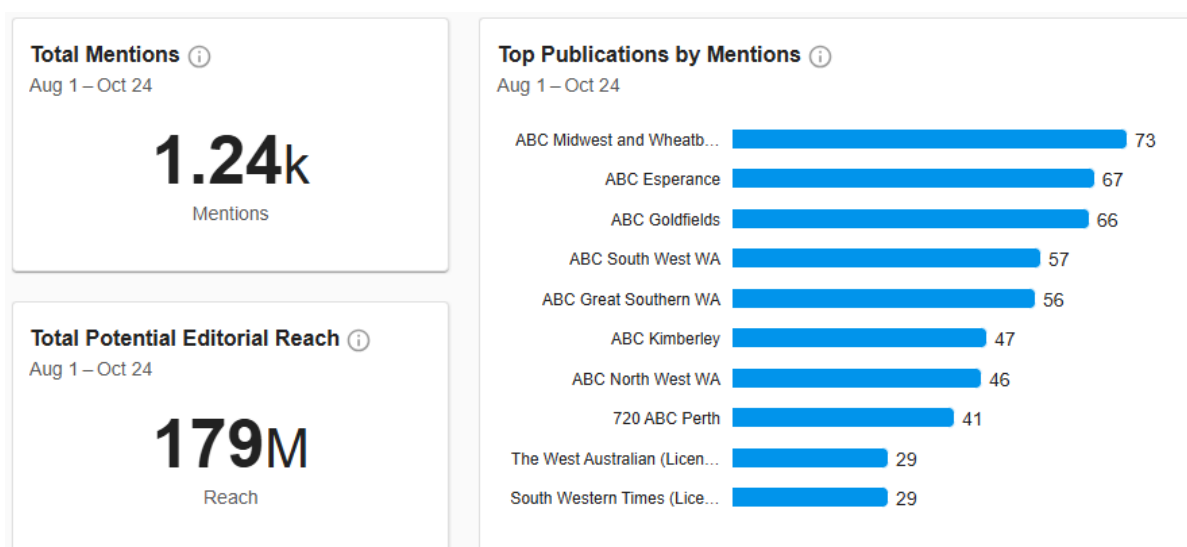 Total Mentions
Aug 1 – Oct 24
1.24k
Mentions
Total Potential Editorial Reach
Aug 1 – Oct 24
179M
Reach
Top Publications by Mentions
Aug 1 – Oct 24
ABC Midwest and Wheatb... 73
ABC Esperance 67
ABC Goldfields 66
ABC South West WA 57
ABC Great Southern WA 56
ABC Kimberley 47
ABC North West WA 46
720 ABC Perth 41
The West Australian (Licen... 29
South Western Times (Lice... 29